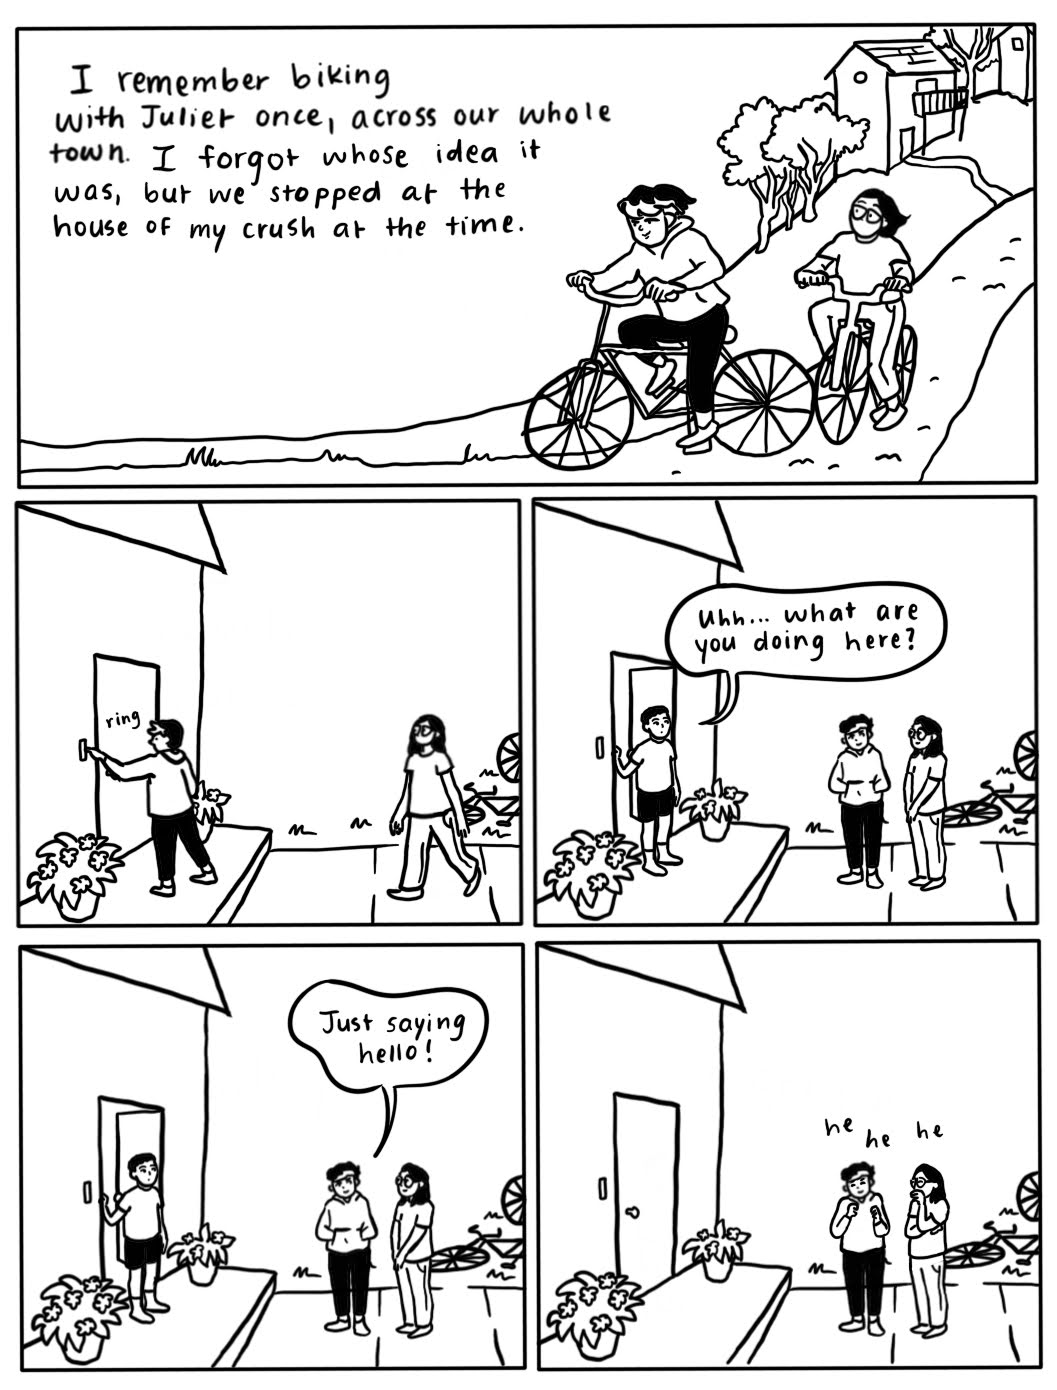 I remember biking
with Juliet once, across our whole
town. I forgot whose idea it
was, but we stopped at the
house of my crush at the time.
ring
Uhh... what are
you doing here?
Just saying
hello!
he
he
he